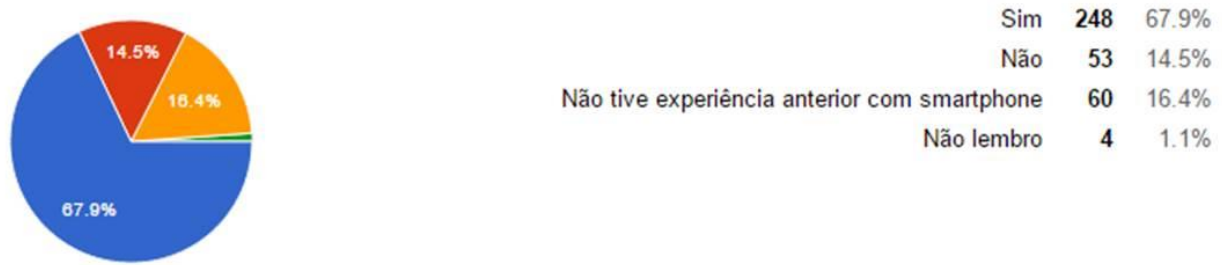 14.5%
16.4%
67.9%
Sim 248 67.9%
Não 53 14.5%
Não tive experiência anterior com smartphone 60 16.4%
Não lembro 4 1.1%